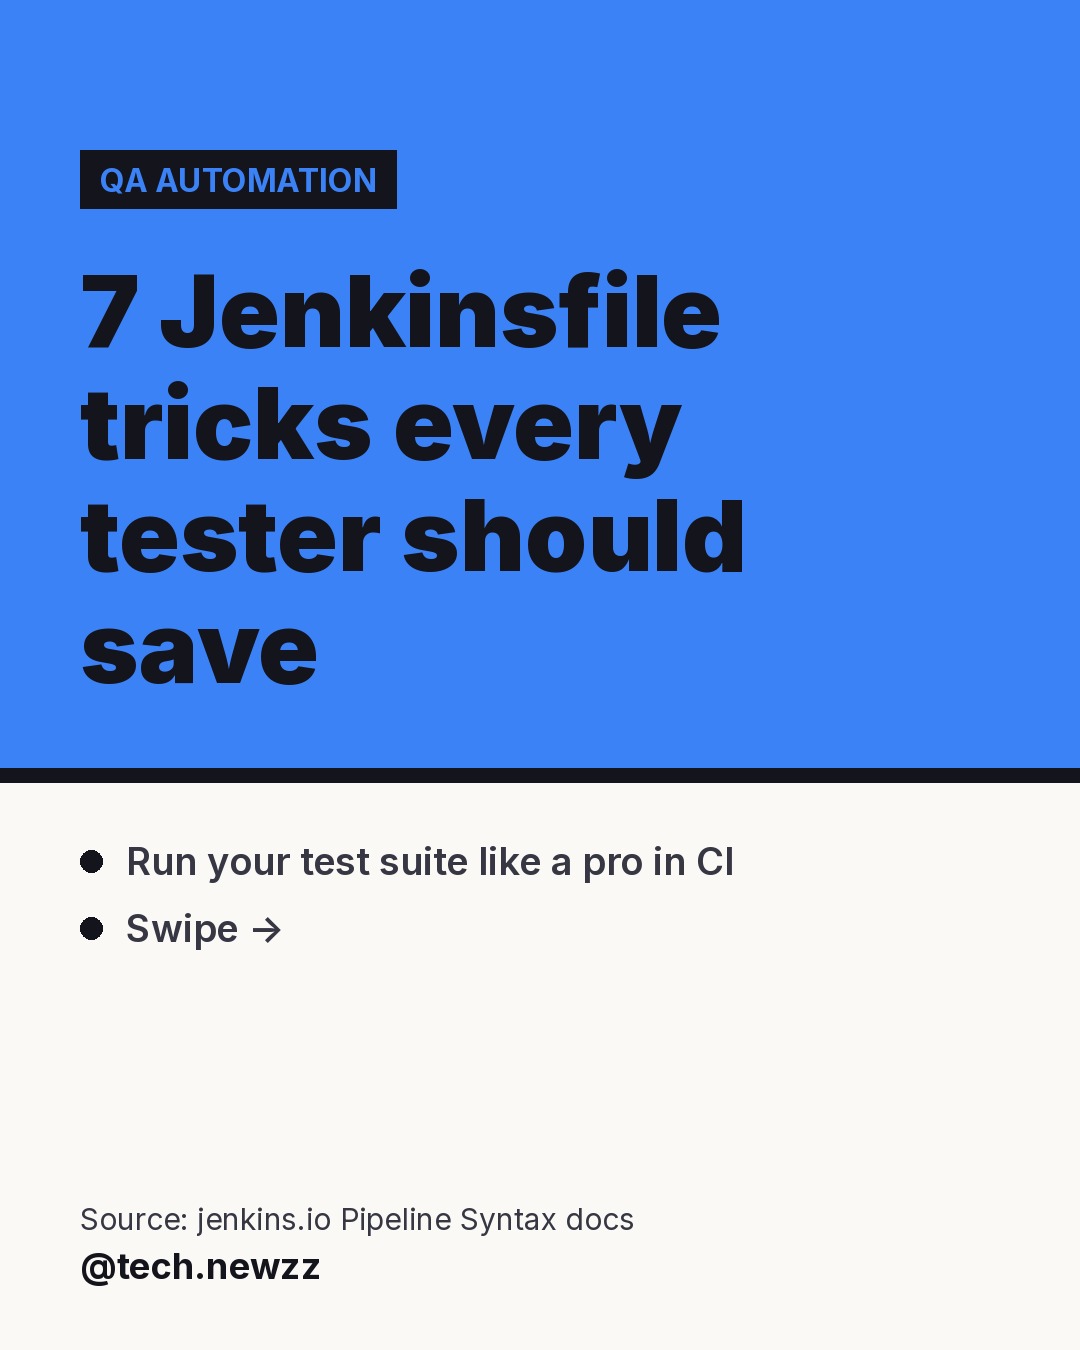 QA AUTOMATION
7 Jenkinsfile
tricks every
tester should
save
● Run your test suite like a pro in CI
● Swipe →
Source: jenkins.io Pipeline Syntax docs
@tech.newzz